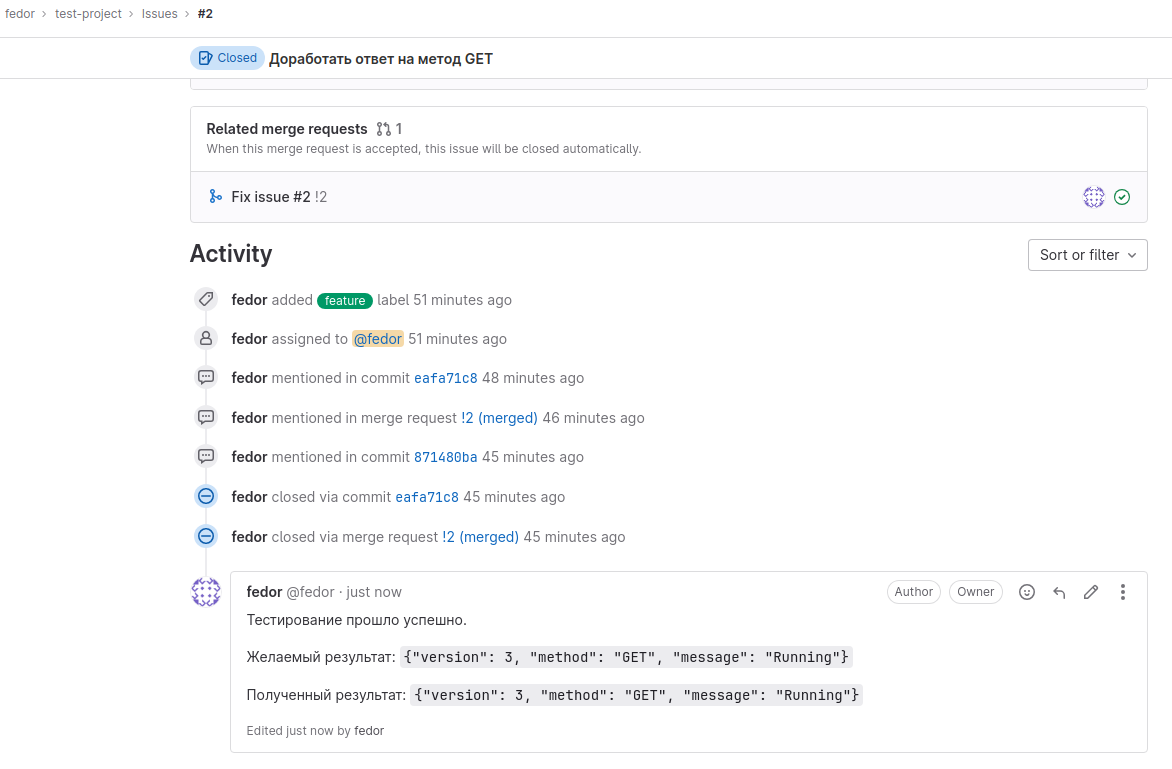 fedor › test-project › Issues › #2
Closed Доработать ответ на метод GET
Related merge requests 1
When this merge request is accepted, this issue will be closed automatically.
Fix issue #2 !2
Activity
Sort or filter
fedor added feature label 51 minutes ago
fedor assigned to @fedor 51 minutes ago
fedor mentioned in commit eafa71c8 48 minutes ago
fedor mentioned in merge request !2 (merged) 46 minutes ago
fedor mentioned in commit 871480ba 45 minutes ago
fedor closed via commit eafa71c8 45 minutes ago
fedor closed via merge request !2 (merged) 45 minutes ago
fedor @fedor · just now Author Owner
Тестирование прошло успешно.
Желаемый результат: {"version": 3, "method": "GET", "message": "Running"}
Полученный результат: {"version": 3, "method": "GET", "message": "Running"}
Edited just now by fedor